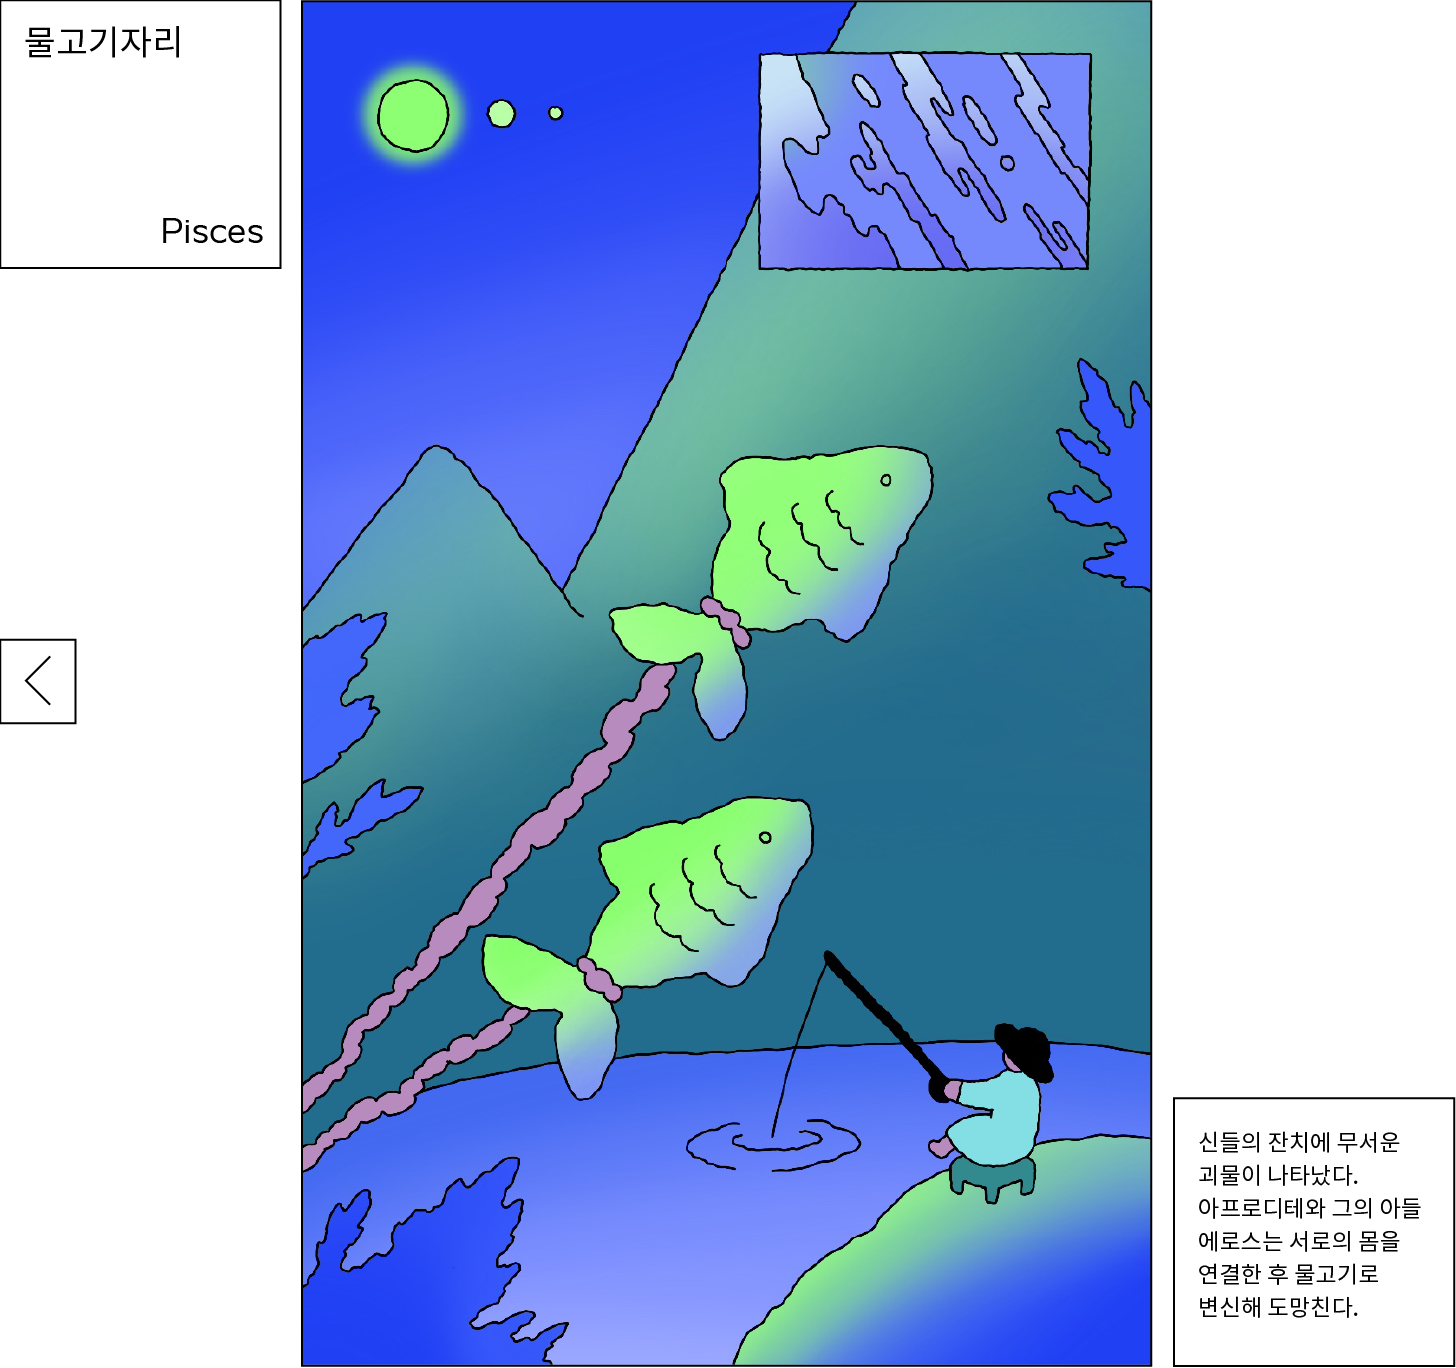 물고기자리
Pisces
신들의 잔치에 무서운
괴물이 나타났다.
아프로디테와 그의 아들
에로스는 서로의 몸을
연결한 후 물고기로
변신해 도망친다.